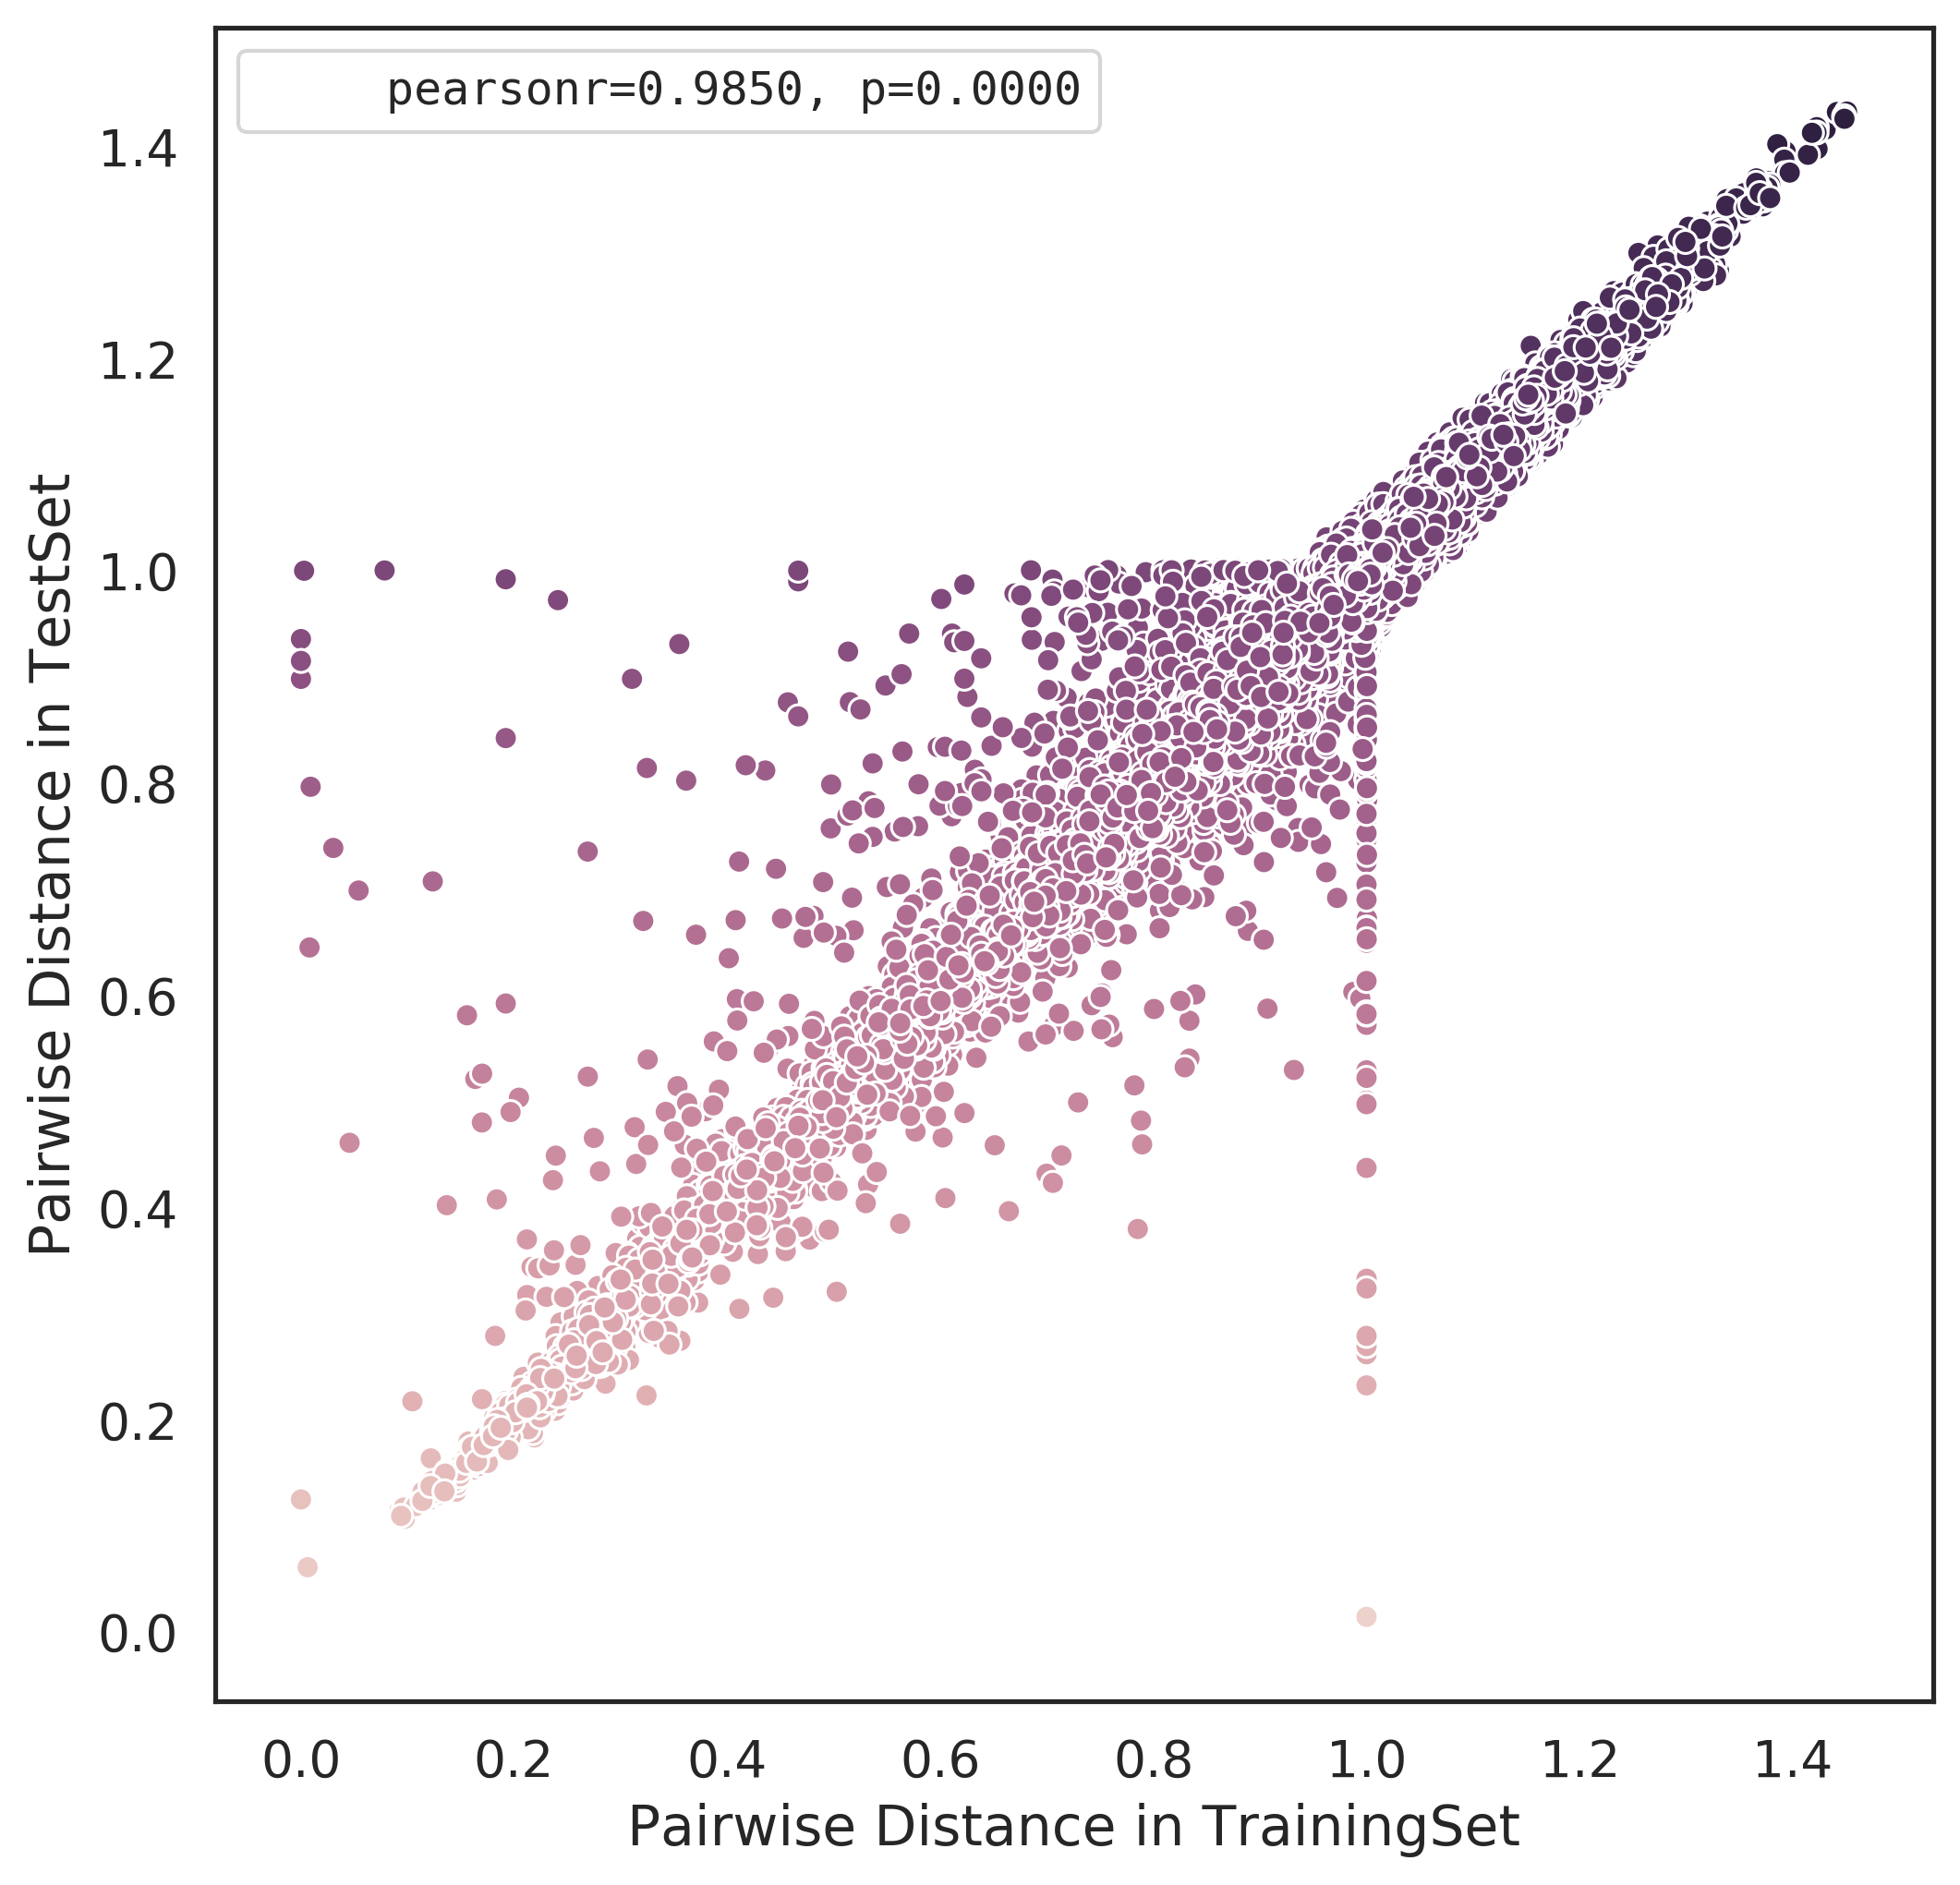 pearsonr=0.9850, p=0.0000
1.4
1.2
1.0
0.8
0.6
0.4
0.2
0.0
Pairwise Distance in TestSet
0.0 0.2 0.4 0.6 0.8 1.0 1.2 1.4
Pairwise Distance in TrainingSet